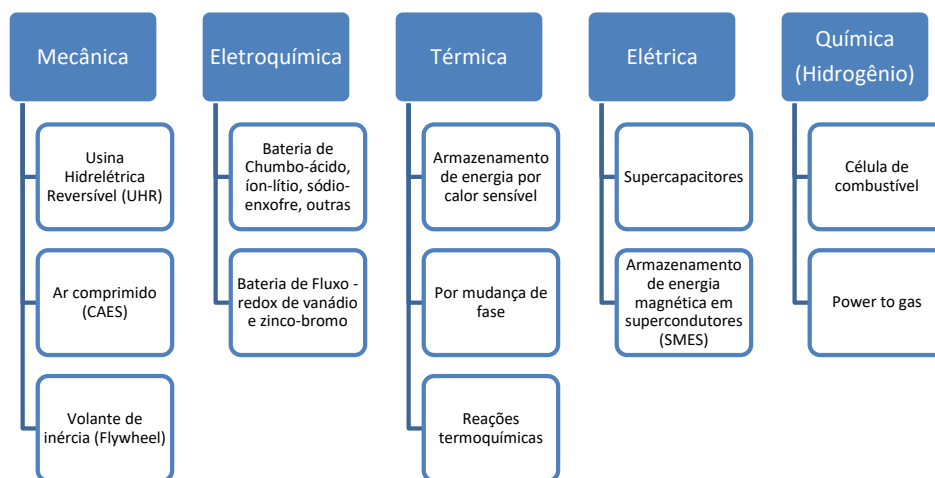 Mecânica
Usina
Hidrelétrica
Reversível (UHR)
Ar comprimido
(CAES)
Volante de
inércia (Flywheel)
Eletroquímica
Bateria de
Chumbo-ácido,
íon-lítio, sódio-
enxofre, outras
Bateria de Fluxo -
redox de vanádio
e zinco-bromo
Térmica
Armazenamento
de energia por
calor sensível
Por mudança de
fase
Reações
termoquímicas
Elétrica
Supercapacitores
Armazenamento
de energia
magnética em
supercondutores
(SMES)
Química
(Hidrogênio)
Célula de
combustível
Power to gas